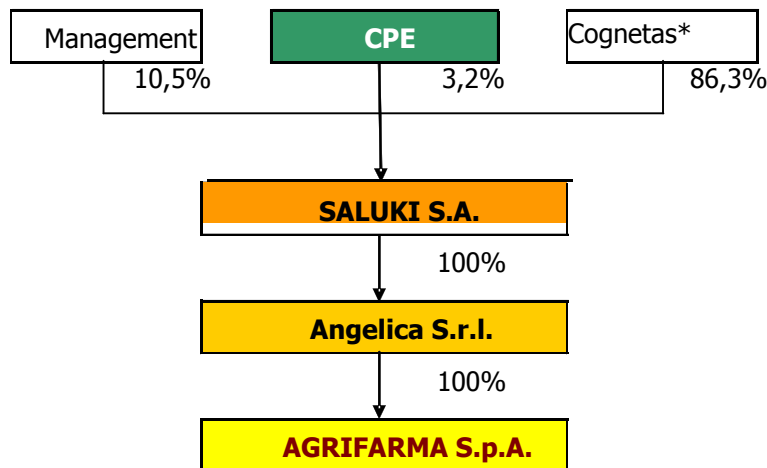 Management
CPE
Cognetas*
10,5%
3,2%
86,3%
SALUKI S.A.
100%
Angelica S.r.l.
100%
AGRIFARMA S.p.A.